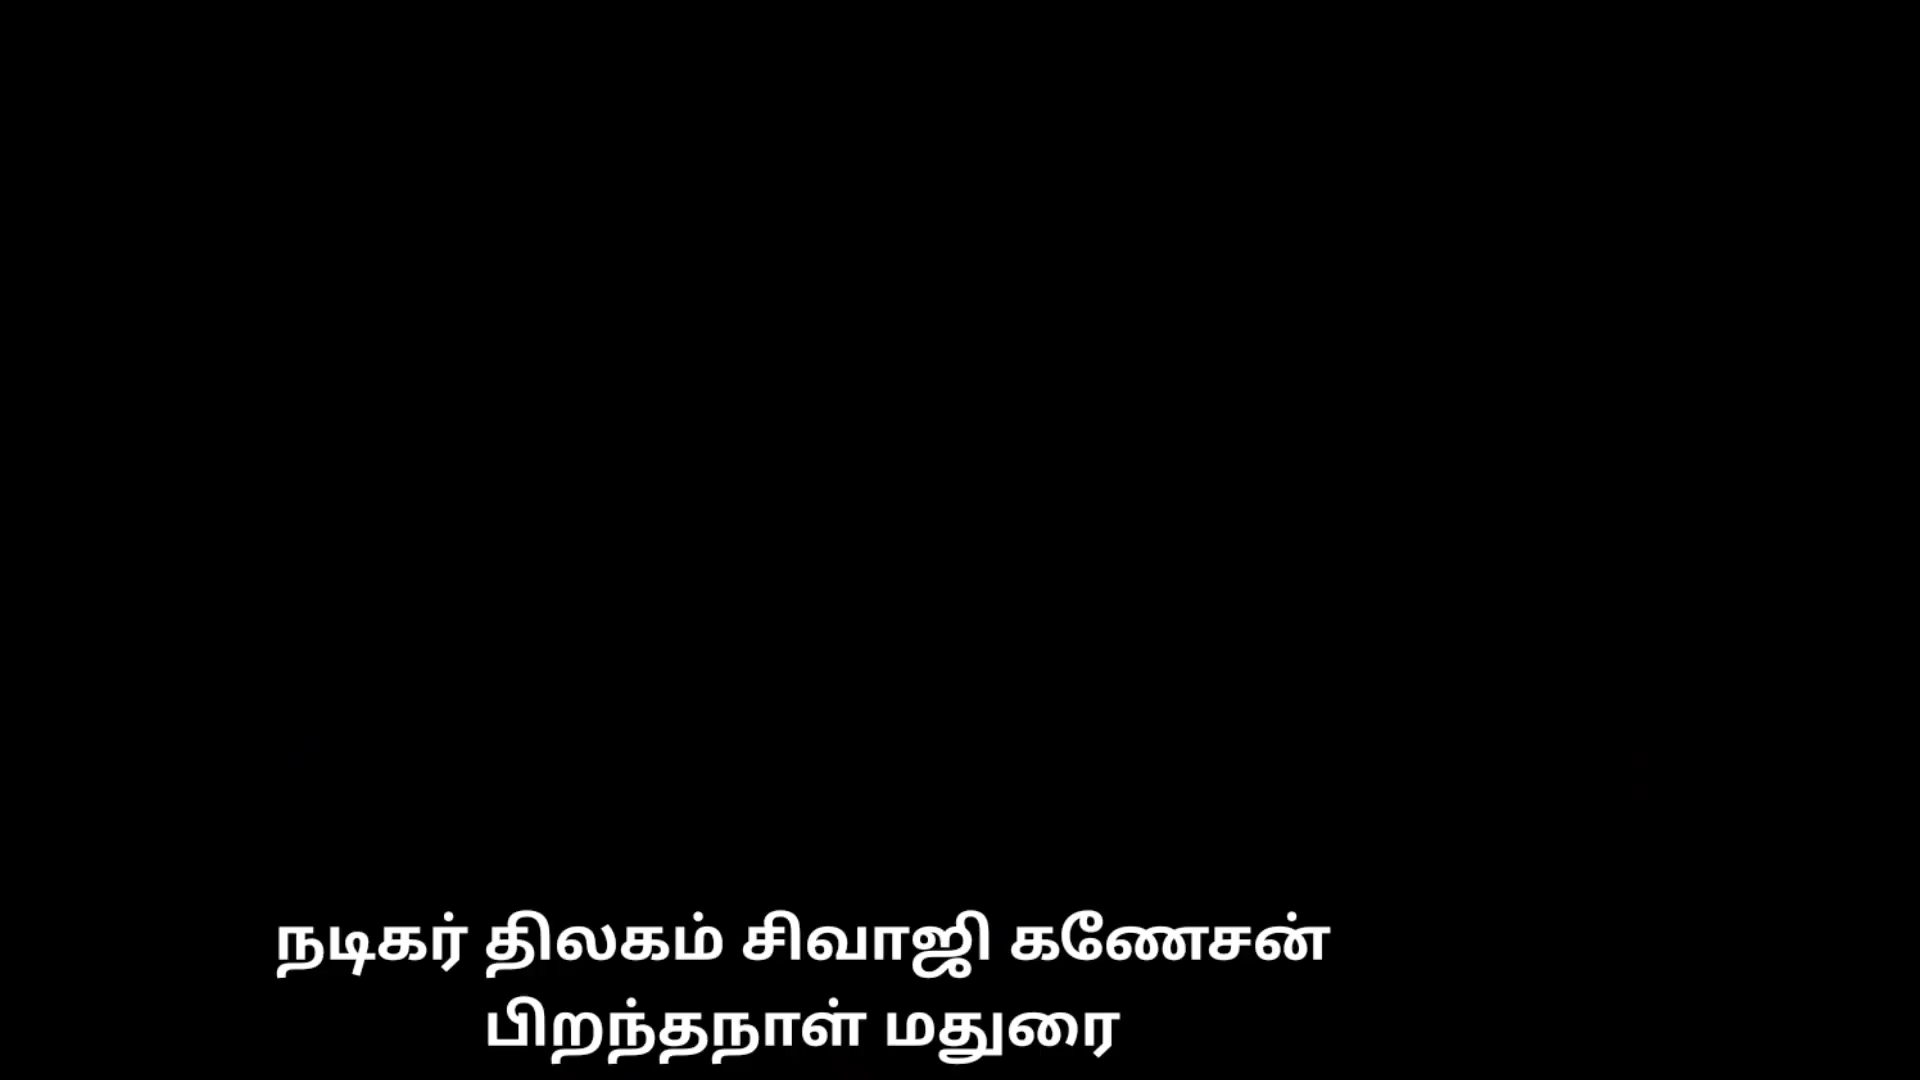 நடிகர் திலகம் சிவாஜி கணேசன்
பிறந்தநாள் மதுரை